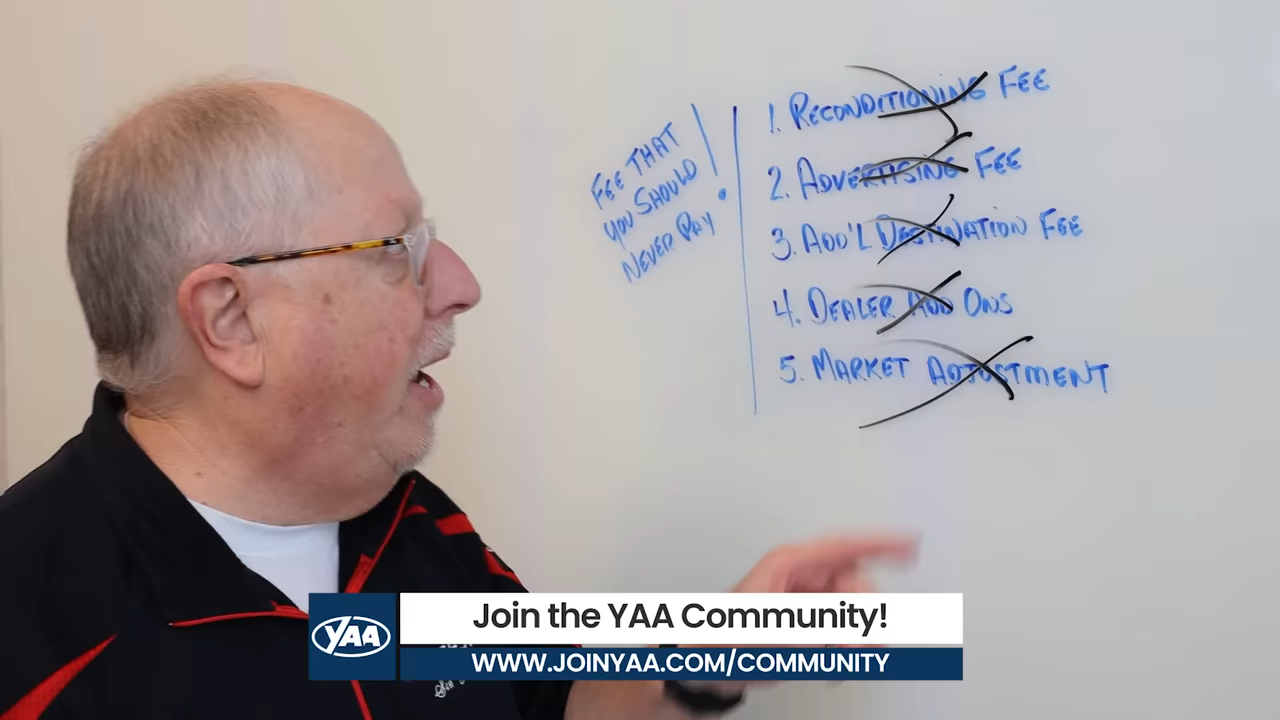 FEE THAT
YOU SHOULD
NEVER PAY!
1. RECONDITIONING FEE
2. ADVERTISING FEE
3. ADD'L DESTINATION FEE
4. DEALER ADD ONS
5. MARKET ADJUSTMENT
YAA
Join the YAA Community!
WWW.JOINYAA.COM/COMMUNITY